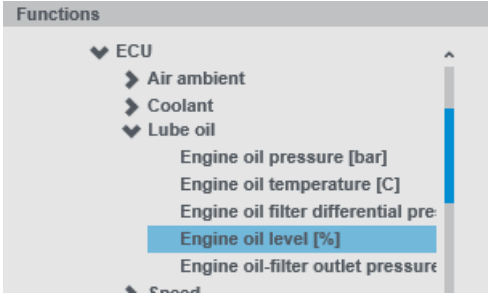 Functions
ECU
Air ambient
Coolant
Lube oil
Engine oil pressure [bar]
Engine oil temperature [C]
Engine oil filter differential pre
Engine oil level [%]
Engine oil-filter outlet pressure
Speed